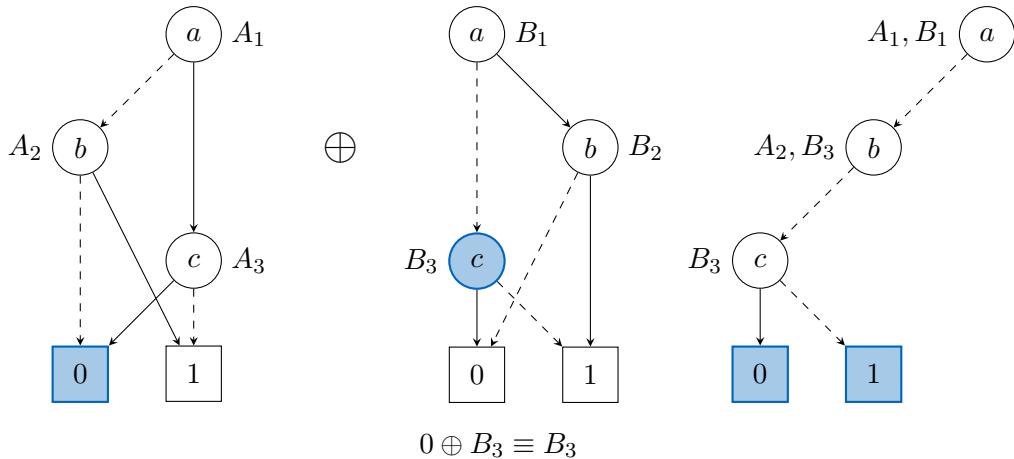 a A₁ a B₁ A₁, B₁ a
A₂ b ⊕ b B₂ A₂, B₃ b
c A₃ B₃ c B₃ c
0 1 0 1 0 1
0 ⊕ B₃ ≡ B₃